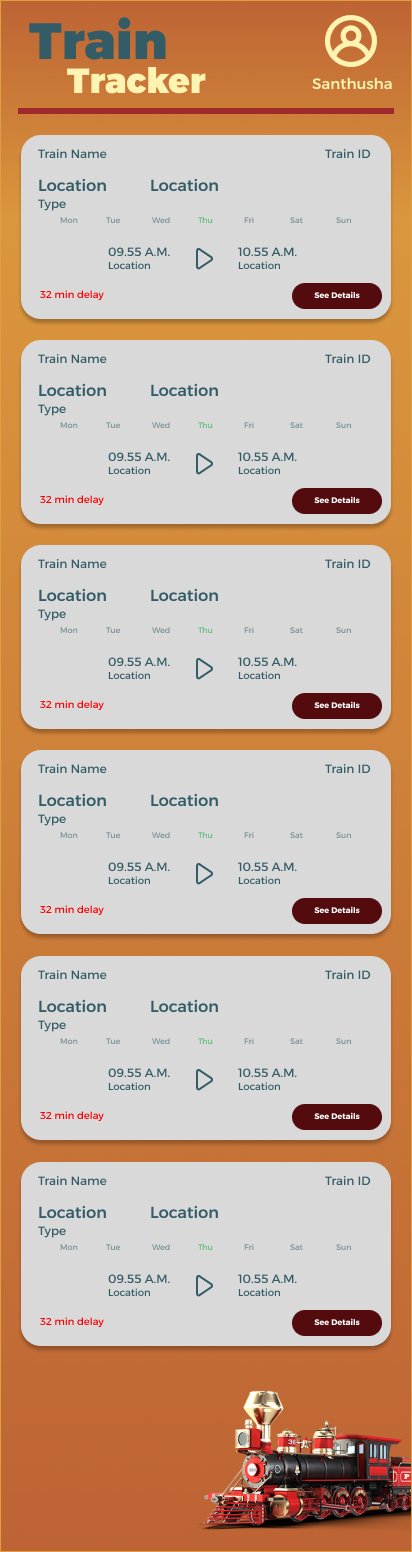 Train
Tracker
Santhusha
Train Name Train ID
Location Location
Type
Mon Tue Wed Thu Fri Sat Sun
09.55 A.M. 10.55 A.M.
Location Location
32 min delay See Details
Train Name Train ID
Location Location
Type
Mon Tue Wed Thu Fri Sat Sun
09.55 A.M. 10.55 A.M.
Location Location
32 min delay See Details
Train Name Train ID
Location Location
Type
Mon Tue Wed Thu Fri Sat Sun
09.55 A.M. 10.55 A.M.
Location Location
32 min delay See Details
Train Name Train ID
Location Location
Type
Mon Tue Wed Thu Fri Sat Sun
09.55 A.M. 10.55 A.M.
Location Location
32 min delay See Details
Train Name Train ID
Location Location
Type
Mon Tue Wed Thu Fri Sat Sun
09.55 A.M. 10.55 A.M.
Location Location
32 min delay See Details
Train Name Train ID
Location Location
Type
Mon Tue Wed Thu Fri Sat Sun
09.55 A.M. 10.55 A.M.
Location Location
32 min delay See Details